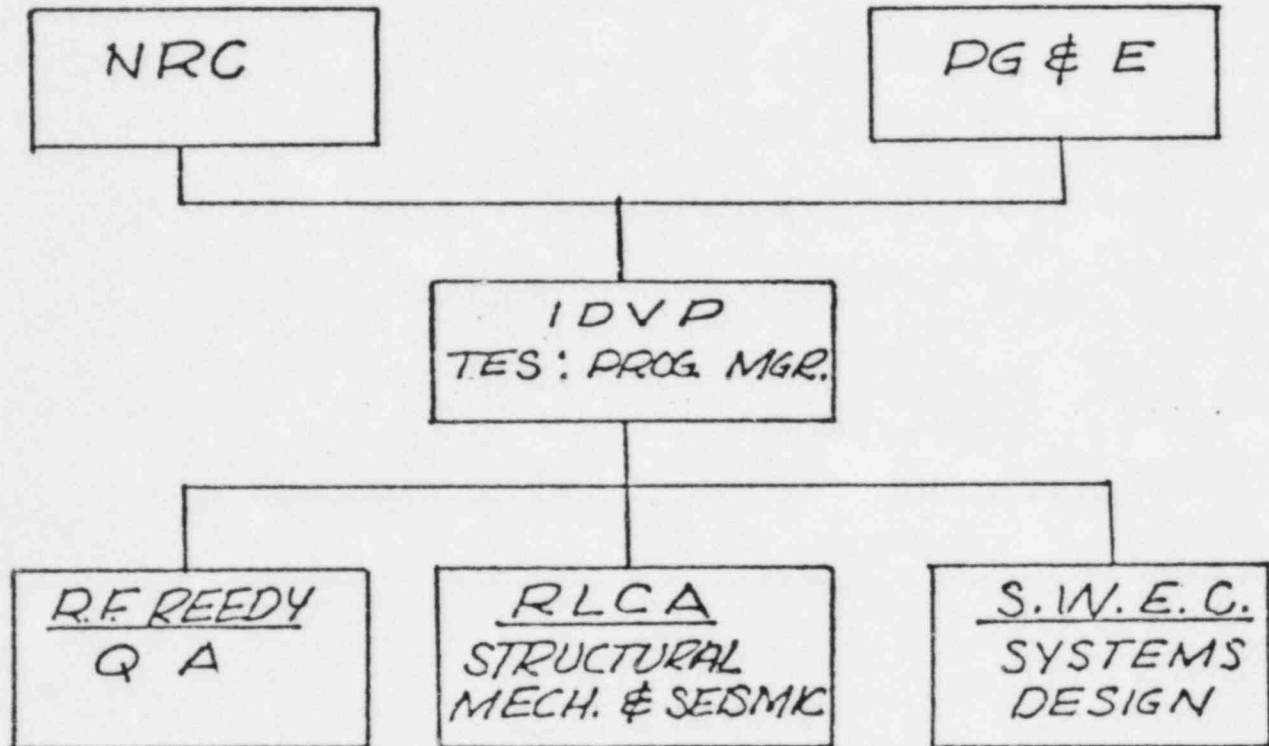 NRC
PG & E
IDVP
TES: PROG. MGR.
R.F. REEDY
Q A
RLCA
STRUCTURAL
MECH. & SEISMIC
S.W.E.C.
SYSTEMS
DESIGN